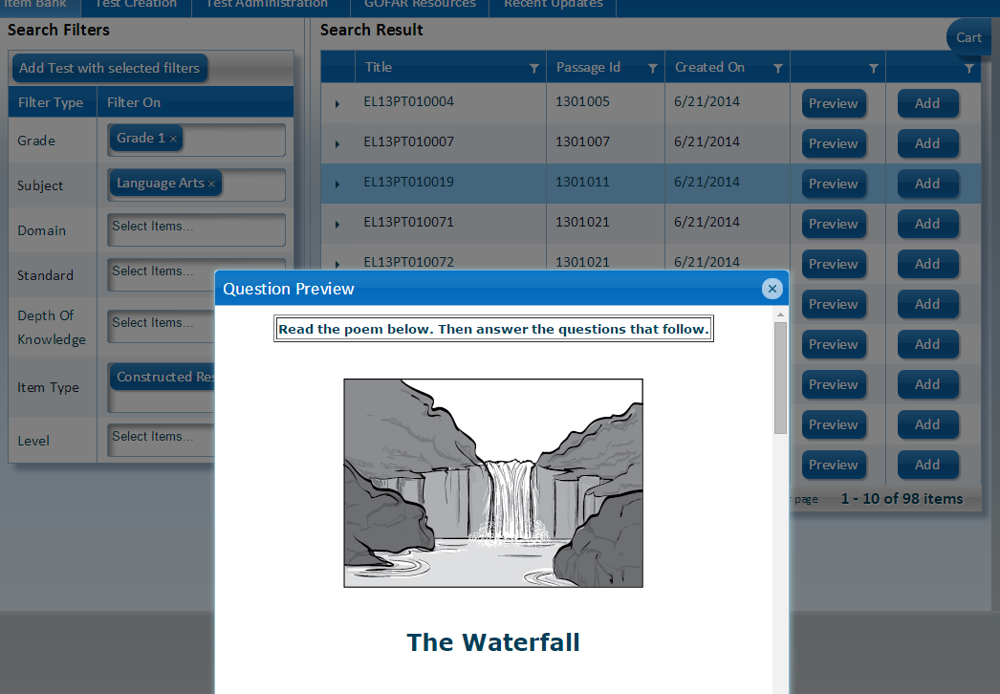 Item Bank
Test Creation
Test Administration
GOFAR Resources
Recent Updates
Search Filters
Add Test with selected filters
Filter Type Filter On
Grade Grade 1 ×
Subject Language Arts ×
Domain Select Items...
Standard Select Items...
Depth Of
Knowledge Select Items...
Item Type Constructed Res
Level Select Items...
Search Result
Cart
Title Passage Id Created On
EL13PT010004 1301005 6/21/2014 Preview Add
EL13PT010007 1301007 6/21/2014 Preview Add
EL13PT010019 1301011 6/21/2014 Preview Add
EL13PT010071 1301021 6/21/2014 Preview Add
EL13PT010072 1301021 6/21/2014 Preview Add
Preview Add
Preview Add
Preview Add
Preview Add
Preview Add
page 1 - 10 of 98 items
Question Preview
Read the poem below. Then answer the questions that follow.
The Waterfall